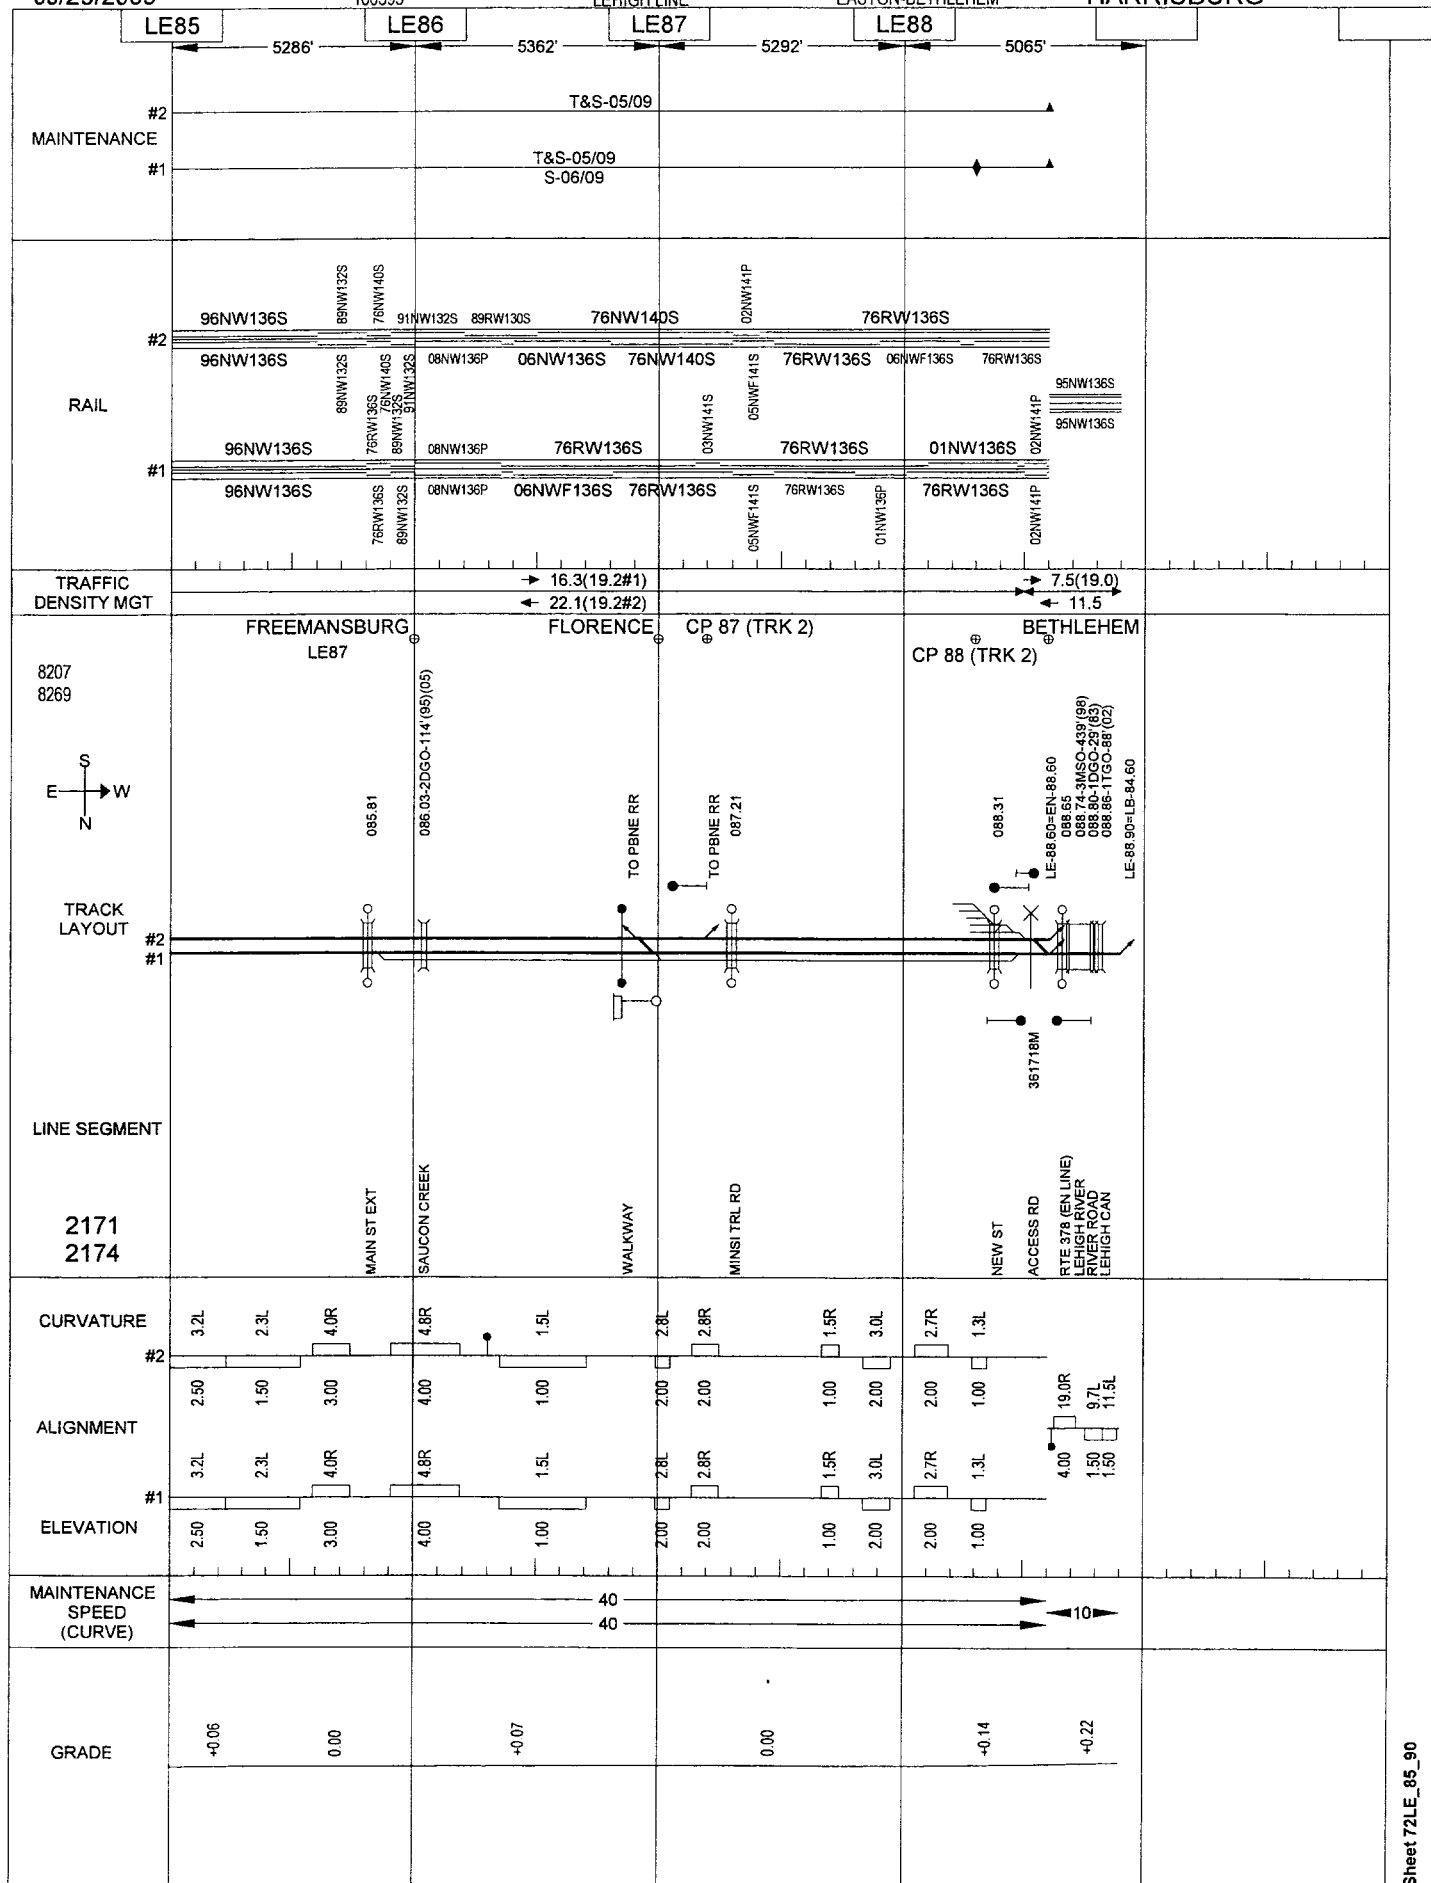 HARRISBURG
LE85 LE86 LE87 LE88
5286' 5362' 5292' 5065'
#2 T&S-05/09
MAINTENANCE
#1 T&S-05/09
S-06/09
89NW132S 76NW140S 02NW141P
96NW136S 91NW132S 89RW130S 76NW140S 76RW136S
#2
96NW136S 08NW136P 06NW136S 76NW140S 76RW136S 06NWF136S 76RW136S
89NW132S 76NW140S 91NW132S 05NWF141S
95NW136S
RAIL
95NW136S
76RW136S 89NW132S 03NW141S 02NW141P
96NW136S 08NW136P 76RW136S 76RW136S 01NW136S
#1
96NW136S 08NW136P 06NWF136S 76RW136S 76RW136S 76RW136S
76RW136S 89NW132S 05NWF141S 01NW136P 02NW141P
TRAFFIC
DENSITY MGT
16.3(19.2#1) 7.5(19.0)
22.1(19.2#2) 11.5
FREEMANSBURG FLORENCE CP 87 (TRK 2) BETHLEHEM
LE87 CP 88 (TRK 2)
8207
8269
S
E W
N
085.81
086.03-2DGO-114'(95)(05)
TO PBNE RR
TO PBNE RR
087.21
088.31
LE-88.60=EN-88.60
088.65
088.74-3MSO-439'(98)
088.80-1DGO-29'(83)
088.86-1TGO-88'(02)
LE-88.90=LB-84.60
TRACK
LAYOUT
#2
#1
361718M
LINE SEGMENT
2171
2174
MAIN ST EXT
SAUCON CREEK
WALKWAY
MINSI TRL RD
NEW ST
ACCESS RD
RTE 378 (EN LINE)
LEHIGH RIVER
RIVER ROAD
LEHIGH CAN
CURVATURE
3.2L 2.3L 4.0R 4.8R 1.5L 2.8L 2.8R 1.5R 3.0L 2.7R 1.3L
#2
2.50 1.50 3.00 4.00 1.00 2.00 2.00 1.00 2.00 2.00 1.00
19.0R 9.7L 11.5L
ALIGNMENT
4.00 1.50 1.50
3.2L 2.3L 4.0R 4.8R 1.5L 2.8L 2.8R 1.5R 3.0L 2.7R 1.3L
#1
ELEVATION
2.50 1.50 3.00 4.00 1.00 2.00 2.00 1.00 2.00 2.00 1.00
MAINTENANCE
SPEED
(CURVE)
40
40
10
GRADE
+0.06 0.00 +0.07 0.00 +0.14 +0.22
Sheet 72LE_85_90